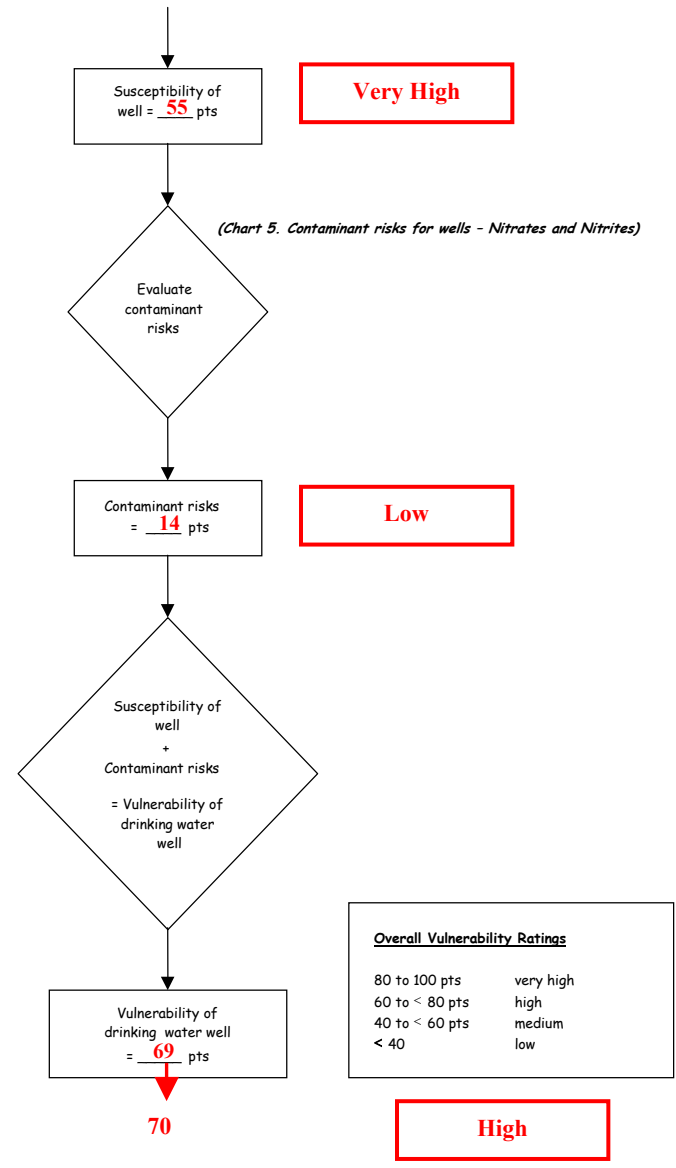 Susceptibility of
well = 55 pts
Very High
(Chart 5. Contaminant risks for wells – Nitrates and Nitrites)
Evaluate
contaminant
risks
Contaminant risks
= 14 pts
Low
Susceptibility of
well
+
Contaminant risks
= Vulnerability of
drinking water
well
Overall Vulnerability Ratings
80 to 100 pts very high
60 to < 80 pts high
40 to < 60 pts medium
< 40 low
Vulnerability of
drinking water well
= 69 pts
70
High